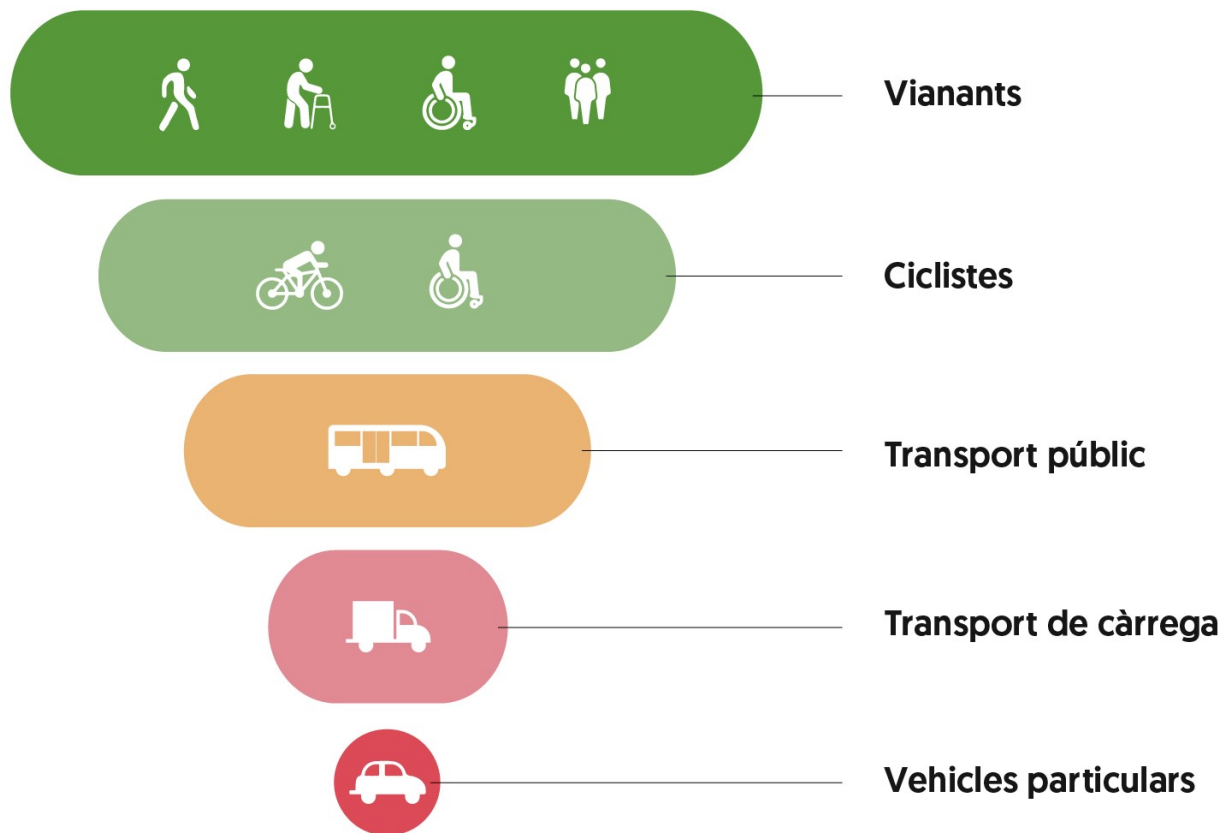 Vianants
Ciclistes
Transport públic
Transport de càrrega
Vehicles particulars